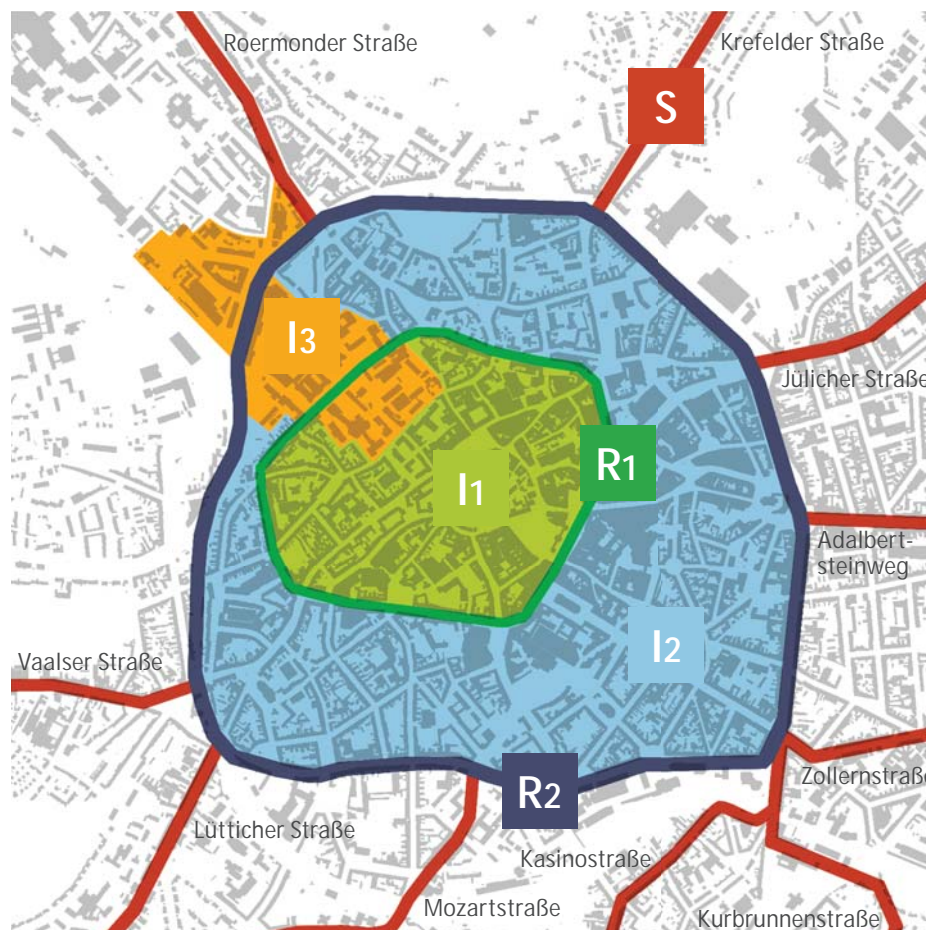 Roermonder Straße
Krefelder Straße
S
I3
Jülicher Straße
R1
I1
Adalbert-
steinweg
I2
Vaalser Straße
Zollernstraße
R2
Lütticher Straße
Kasinostraße
Mozartstraße
Kurbrunnenstraße